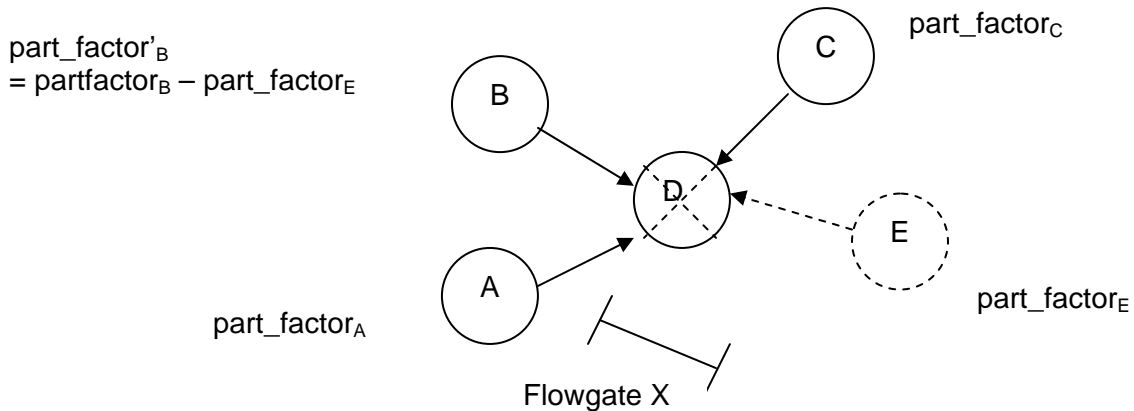 part_factor’B
= partfactorB – part_factorE
B
C
part_factorC
D
E
part_factorE
A
part_factorA
Flowgate X